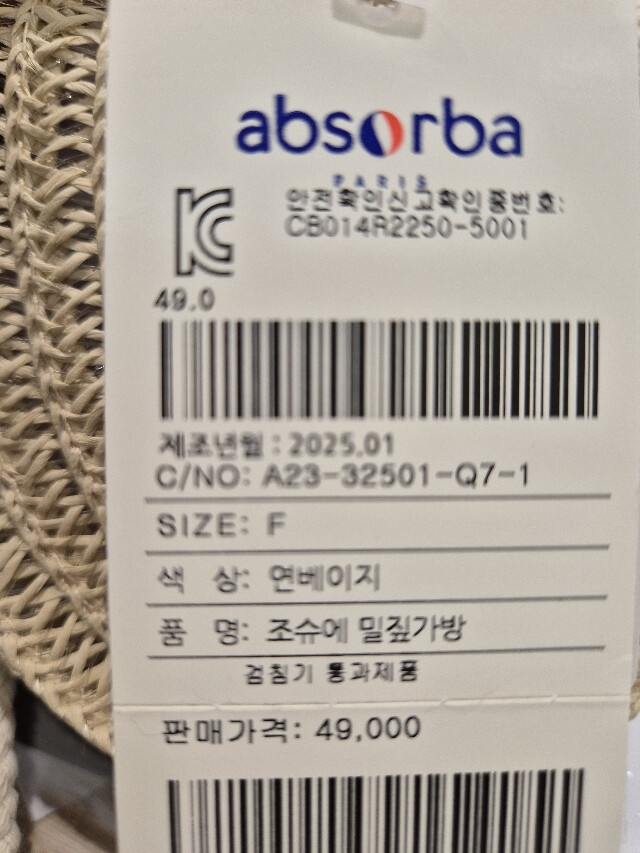 absorba
PARIS
안전확인신고확인증번호:
CB014R2250-5001
49.0
제조년월 : 2025.01
C/NO: A23-32501-Q7-1
SIZE: F
색 상: 연베이지
품 명: 조슈에 밀짚가방
검침기 통과제품
판매가격: 49,000